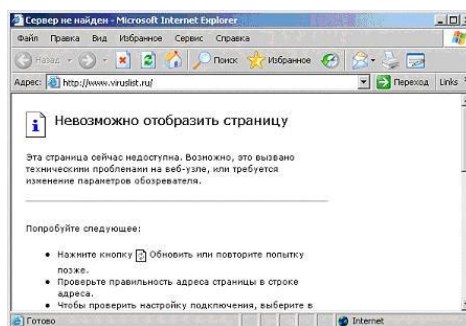 Сервер не найден - Microsoft Internet Explorer
Файл Правка Вид Избранное Сервис Справка
Назад Поиск Избранное
Адрес: http://www.viruslist.ru/ Переход Links
Невозможно отобразить страницу
Эта страница сейчас недоступна. Возможно, это вызвано
техническими проблемами на веб-узле, или требуется
изменение параметров обозревателя.
Попробуйте следующее:
Нажмите кнопку Обновить или повторите попытку
позже.
Проверьте правильность адреса страницы в строке
адреса.
Чтобы проверить настройку подключения, выберите в
Готово Internet